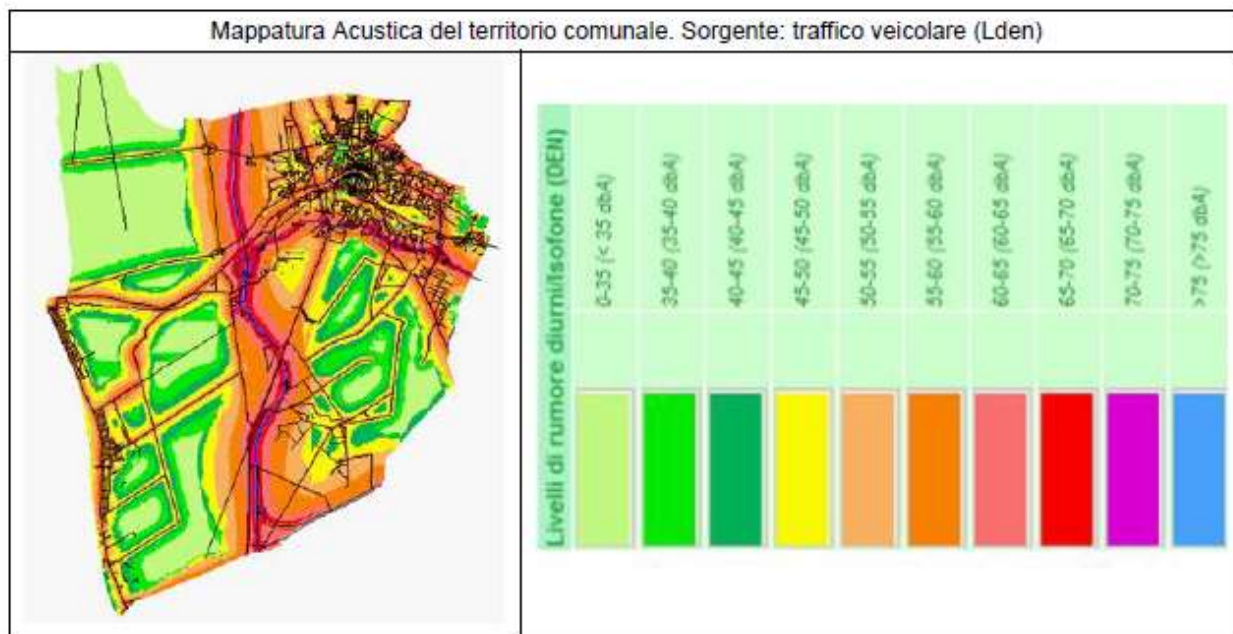 Mappatura Acustica del territorio comunale. Sorgente: traffico veicolare (Lden)
Livelli di rumore diurni/Isofone (DEN)
0-35 (< 35 dbA)
35-40 (35-40 dbA)
40-45 (40-45 dbA)
45-50 (45-50 dbA)
50-55 (50-55 dbA)
55-60 (55-60 dbA)
60-65 (60-65 dbA)
65-70 (65-70 dbA)
70-75 (70-75 dbA)
>75 (>75 dbA)